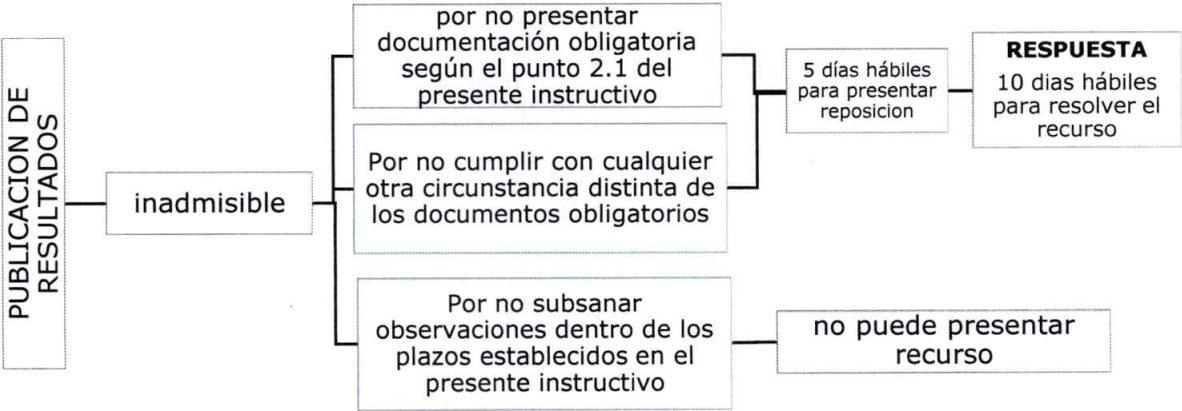 PUBLICACION DE
RESULTADOS
inadmisible
por no presentar
documentación obligatoria
según el punto 2.1 del
presente instructivo
Por no cumplir con cualquier
otra circunstancia distinta de
los documentos obligatorios
Por no subsanar
observaciones dentro de los
plazos establecidos en el
presente instructivo
5 días hábiles
para presentar
reposicion
RESPUESTA
10 dias hábiles
para resolver el
recurso
no puede presentar
recurso